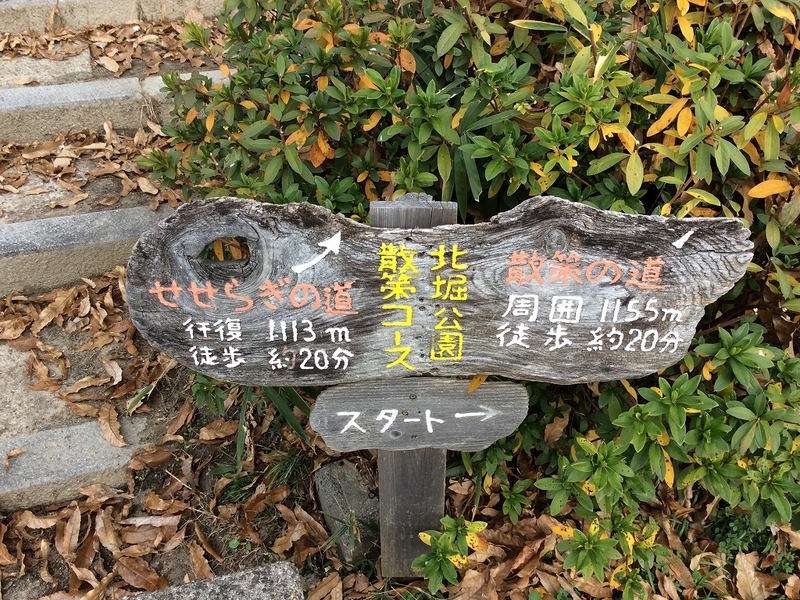 せせらぎの道
往復 1113m
徒歩 約20分
北堀公園
散策コース
散策の道
周囲 1155m
徒歩 約20分
スタート→